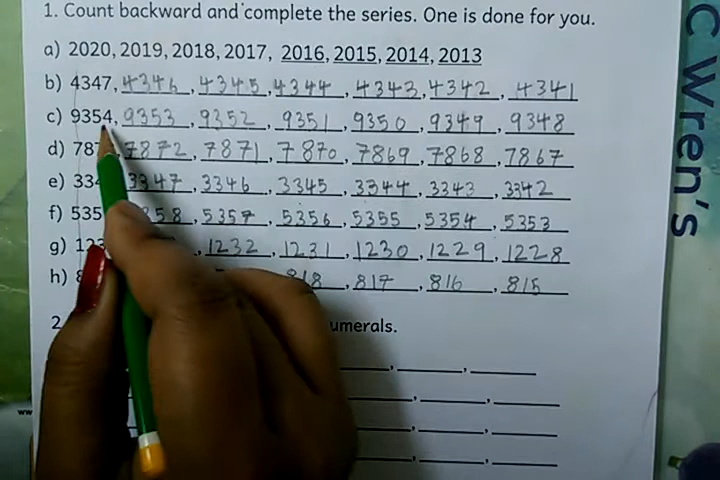 1. Count backward and complete the series. One is done for you.
a) 2020, 2019, 2018, 2017, 2016, 2015, 2014, 2013
b) 4347, 4346, 4345, 4344, 4343, 4342, 4341
c) 9354, 9353, 9352, 9351, 9350, 9349, 9348
d) 787 7872, 7871, 7870, 7869, 7868, 7867
e) 334 3347, 3346, 3345, 3344, 3343, 3342
f) 535 858, 5357, 5356, 5355, 5354, 5353
g) 123 , 1232, 1231, 1230, 1229, 1228
h) 8 818, 817, 816, 815
2. umerals.
C Wren's